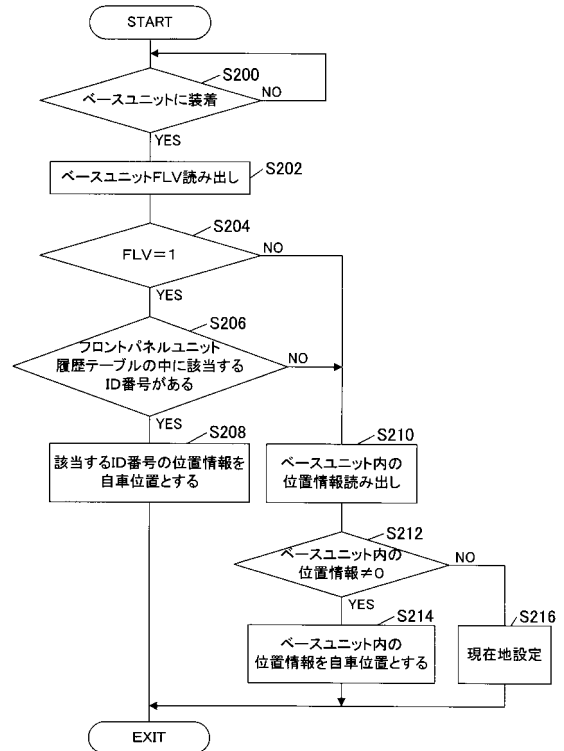 START
S200
ベースユニットに装着
NO
YES
ベースユニットFLV読み出し
S202
S204
FLV=1
NO
YES
S206
フロントパネルユニット
履歴テーブルの中に該当する
ID番号がある
NO
YES
S208
該当するID番号の位置情報を
自車位置とする
S210
ベースユニット内の
位置情報読み出し
S212
ベースユニット内の
位置情報≠0
NO
YES
S214
ベースユニット内の
位置情報を自車位置とする
S216
現在地設定
EXIT